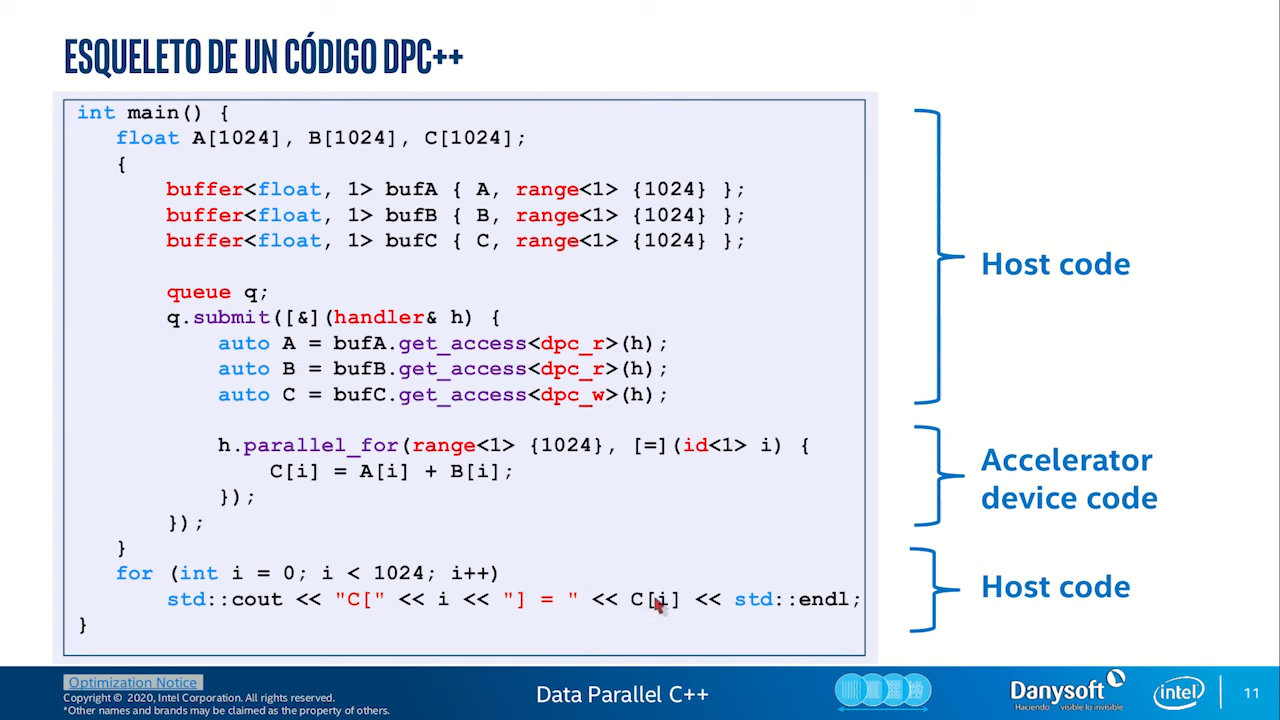 ESQUELETO DE UN CÓDIGO DPC++
int main() {
float A[1024], B[1024], C[1024];
{
buffer<float, 1> bufA { A, range<1> {1024} };
buffer<float, 1> bufB { B, range<1> {1024} };
buffer<float, 1> bufC { C, range<1> {1024} };
queue q;
q.submit([&](handler& h) {
auto A = bufA.get_access<dpc_r>(h);
auto B = bufB.get_access<dpc_r>(h);
auto C = bufC.get_access<dpc_w>(h);
h.parallel_for(range<1> {1024}, [=](id<1> i) {
C[i] = A[i] + B[i];
});
});
}
for (int i = 0; i < 1024; i++)
std::cout << "C[" << i << "] = " << C[i] << std::endl;
}
Host code
Accelerator
device code
Host code
Optimization Notice
Copyright © 2020, Intel Corporation. All rights reserved.
*Other names and brands may be claimed as the property of others.
Data Parallel C++
Danysoft
Haciendo visible lo invisible
intel
11